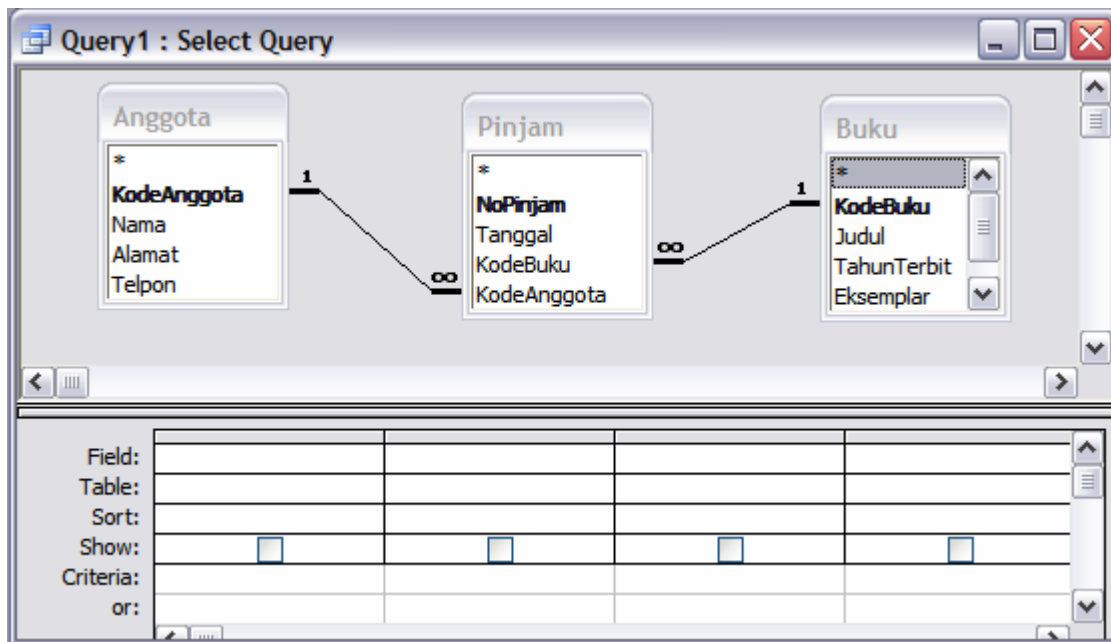 Query1 : Select Query
Anggota
*
KodeAnggota
Nama
Alamat
Telpon
1
∞
Pinjam
*
NoPinjam
Tanggal
KodeBuku
KodeAnggota
∞
1
Buku
*
KodeBuku
Judul
TahunTerbit
Eksemplar
Field:
Table:
Sort:
Show:
Criteria:
or: